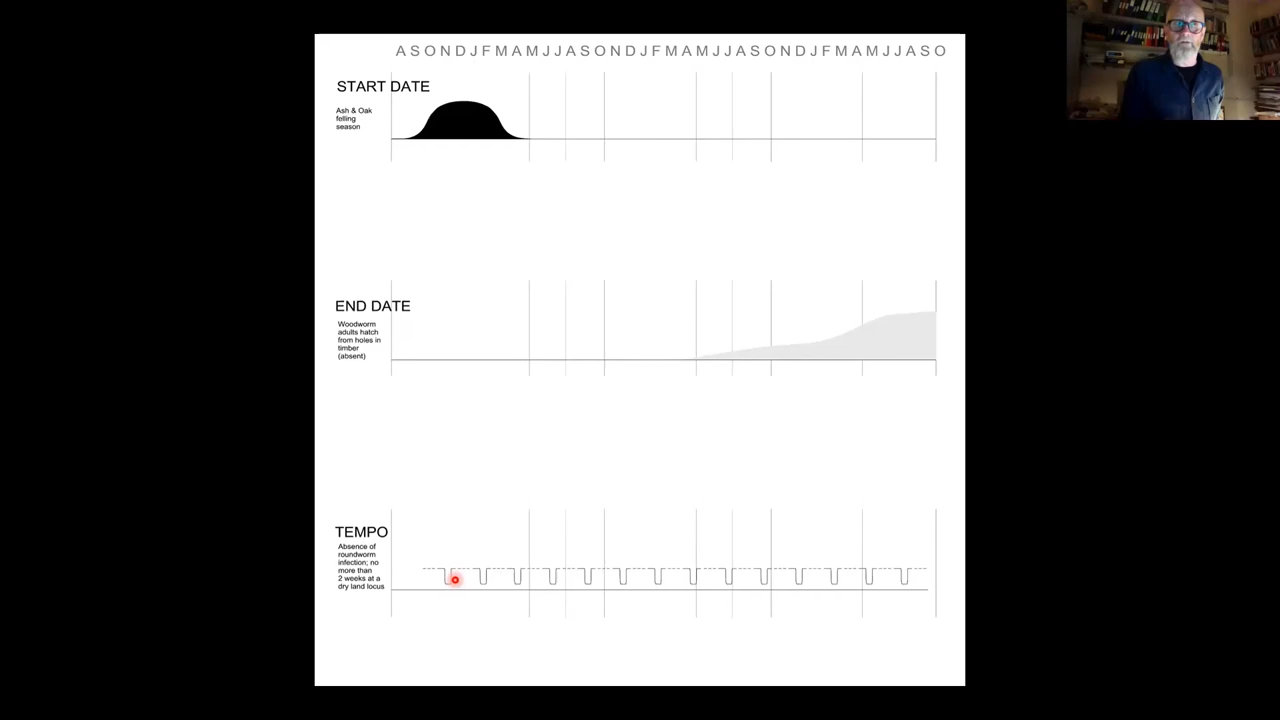 A S O N D J F M A M J J A S O N D J F M A M J J A S O N D J F M A M J J A S O
START DATE
Ash & Oak
felling
season
END DATE
Woodworm
adults hatch
from holes in
timber
(absent)
TEMPO
Absence of
roundworm
infection; no
more than
2 weeks at a
dry land locus